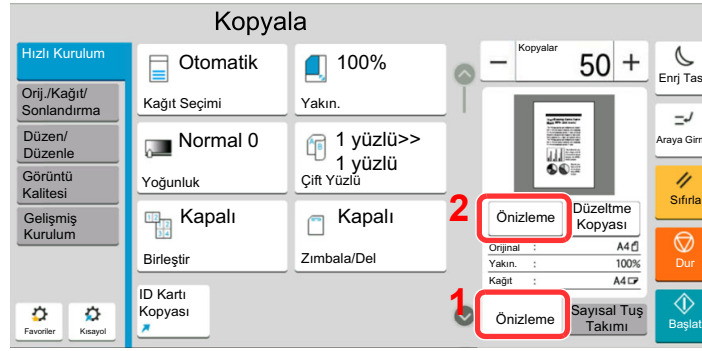 Kopyala
Hızlı Kurulum
Orij./Kağıt/
Sonlandırma
Düzen/
Düzenle
Görüntü
Kalitesi
Gelişmiş
Kurulum
Favoriler
Kısayol
Otomatik
Kağıt Seçimi
100%
Yakın.
Normal 0
Yoğunluk
1 yüzlü>>
1 yüzlü
Çift Yüzlü
Kapalı
Birleştir
Kapalı
Zımbala/Del
ID Kartı
Kopyası
Kopyalar
− 50 +
2
Önizleme
Düzeltme
Kopyası
Orijinal : A4
Yakın. : 100%
Kağıt : A4
1
Önizleme
Sayısal Tuş
Takımı
Enrj Tas
Araya Girm
Sıfırla
Dur
Başlat